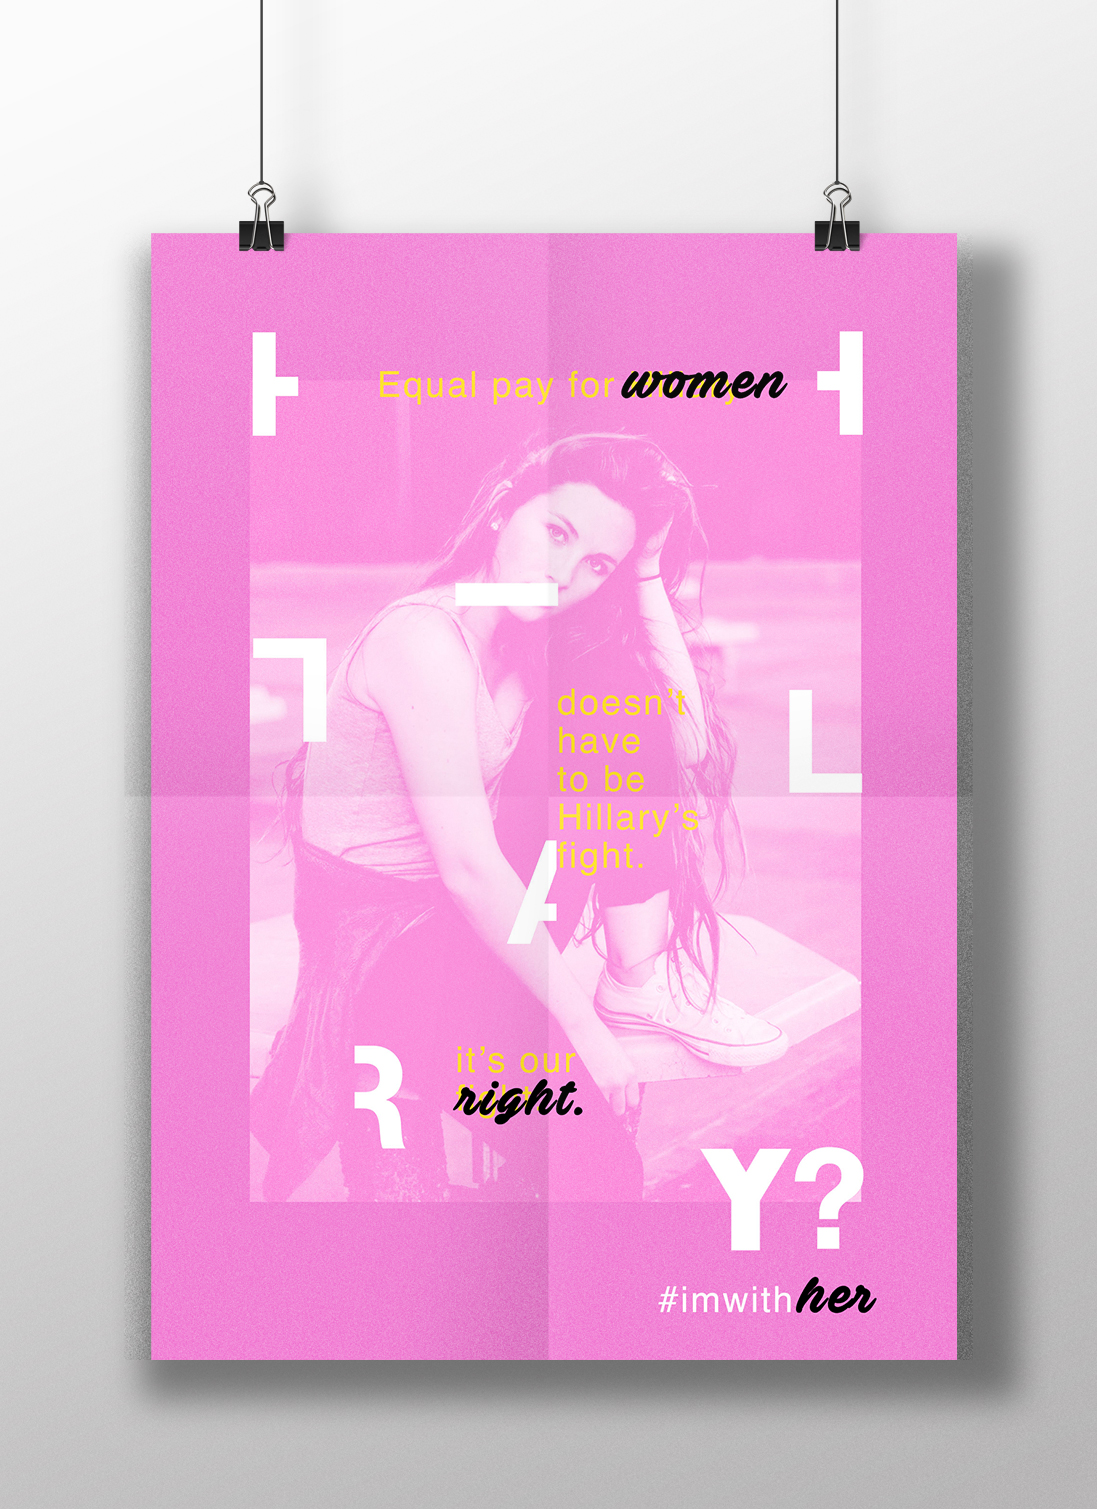 Equal pay for women
doesn't
have
to be
Hillary's
fight.
A
it's our
right.
R
L
Y?
#imwithher